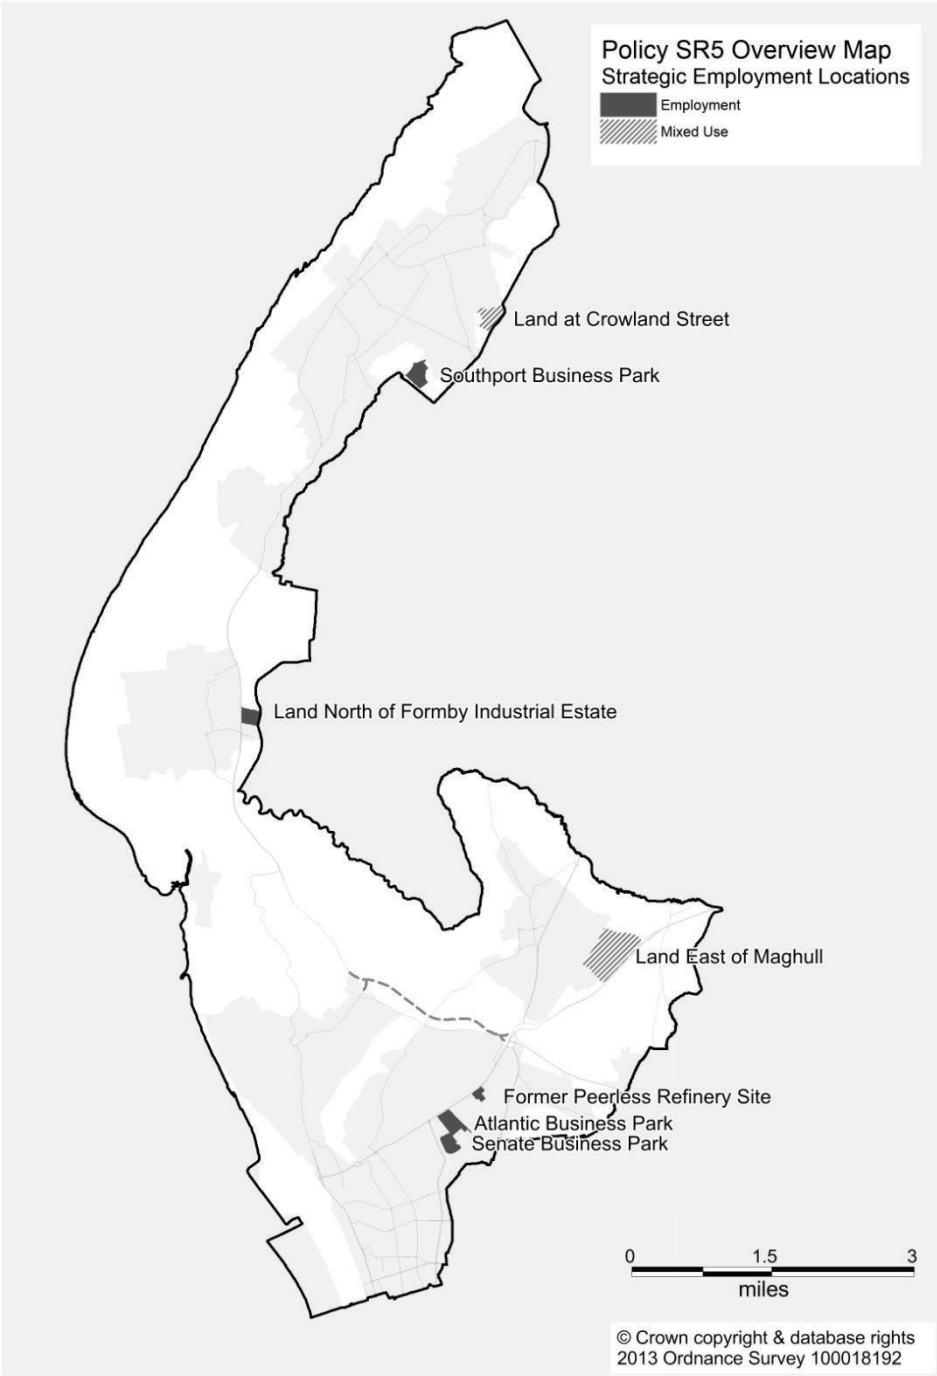 Policy SR5 Overview Map
Strategic Employment Locations
Employment
Mixed Use
Land at Crowland Street
Southport Business Park
Land North of Formby Industrial Estate
Land East of Maghull
Former Peerless Refinery Site
Atlantic Business Park
Senate Business Park
0 1.5 3
miles
© Crown copyright & database rights
2013 Ordnance Survey 100018192